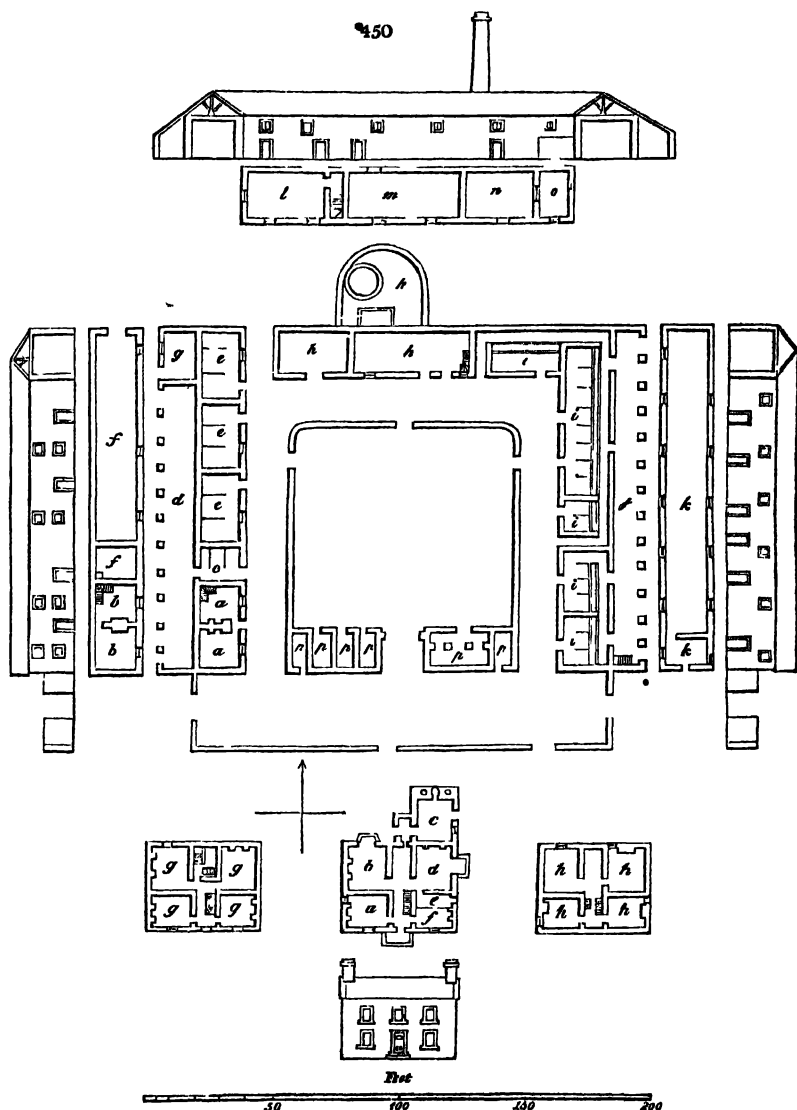 450
l m n o
h
g e h h i
f e i
d e f k
f o i
b a i
b a p p p p p p i k
c
g g b d h h
e
g g a f h h
Feet
50 100 150 200